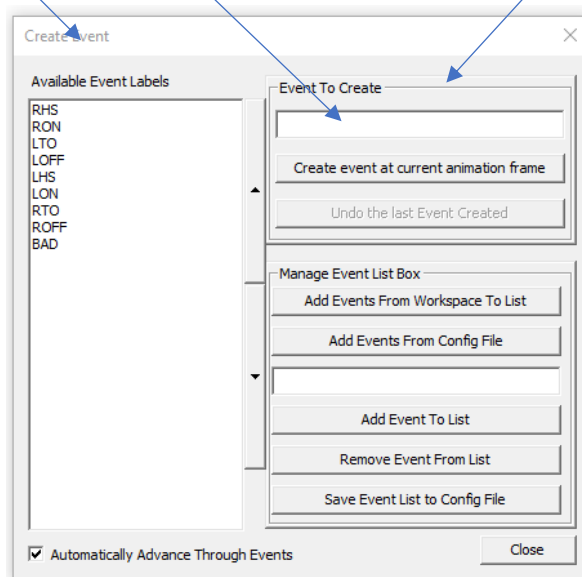 Create Event
Available Event Labels
RHS
RON
LTO
LOFF
LHS
LON
RTO
ROFF
BAD
Event To Create
Create event at current animation frame
Undo the last Event Created
Manage Event List Box
Add Events From Workspace To List
Add Events From Config File
Add Event To List
Remove Event From List
Save Event List to Config File
Automatically Advance Through Events
Close